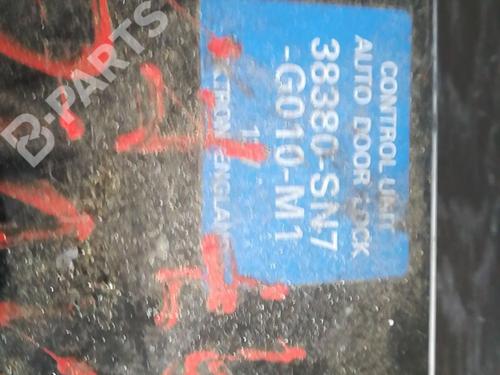 CONTROL UNIT
AUTO DOOR LOCK
38380-SN7
-G010-M1
B-PARTS